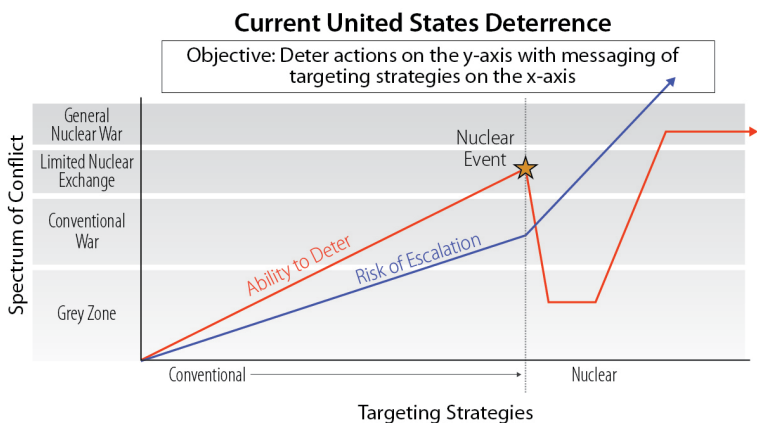 Current United States Deterrence
Objective: Deter actions on the y-axis with messaging of
targeting strategies on the x-axis
Spectrum of Conflict
General
Nuclear War
Limited Nuclear
Exchange
Conventional
War
Grey Zone
Nuclear
Event
Ability to Deter
Risk of Escalation
Conventional
Nuclear
Targeting Strategies